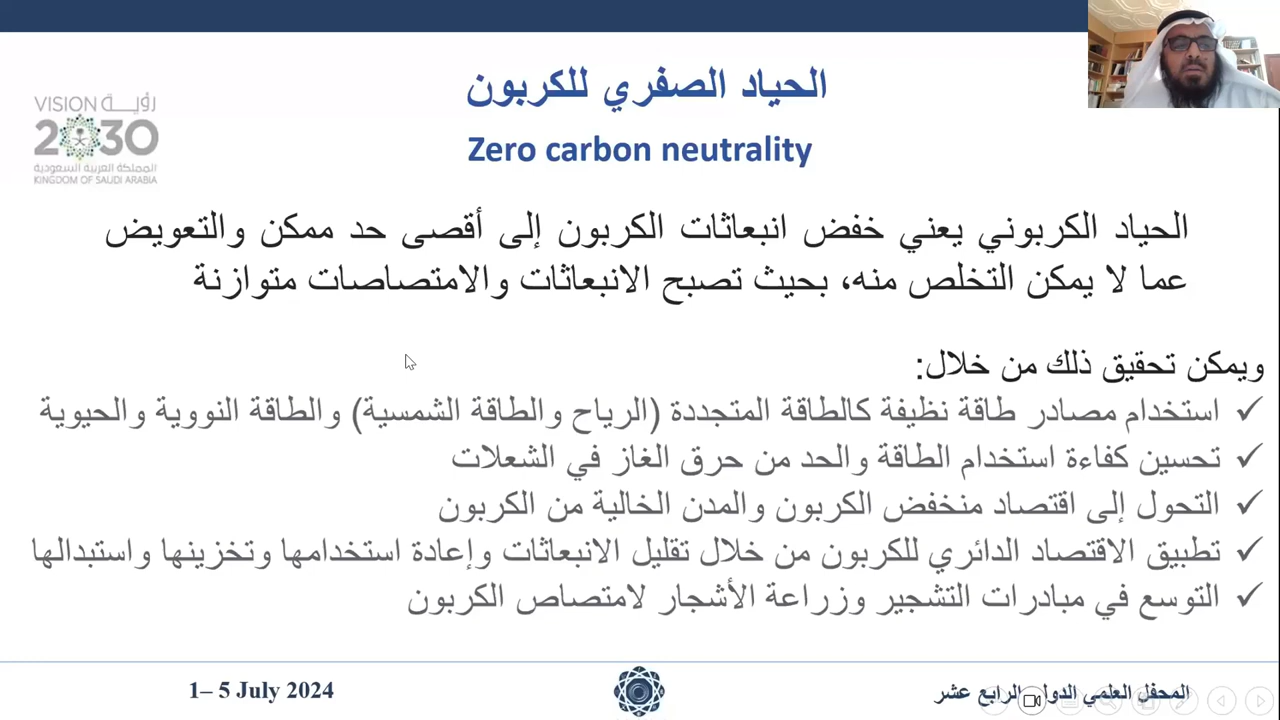 الحياد الصفري للكربون
Zero carbon neutrality
VISION رؤيــة
2030
المملكة العربية السعودية
KINGDOM OF SAUDI ARABIA
الحياد الكربوني يعني خفض انبعاثات الكربون إلى أقصى حد ممكن والتعويض
عما لا يمكن التخلص منه، بحيث تصبح الانبعاثات والامتصاصات متوازنة
ويمكن تحقيق ذلك من خلال:
✓ استخدام مصادر طاقة نظيفة كالطاقة المتجددة (الرياح والطاقة الشمسية) والطاقة النووية والحيوية
✓ تحسين كفاءة استخدام الطاقة والحد من حرق الغاز في الشعلات
✓ التحول إلى اقتصاد منخفض الكربون والمدن الخالية من الكربون
✓ تطبيق الاقتصاد الدائري للكربون من خلال تقليل الانبعاثات وإعادة استخدامها وتخزينها واستبدالها
✓ التوسع في مبادرات التشجير وزراعة الأشجار لامتصاص الكربون
المحفل العلمي الدولي الرابع عشر
1– 5 July 2024